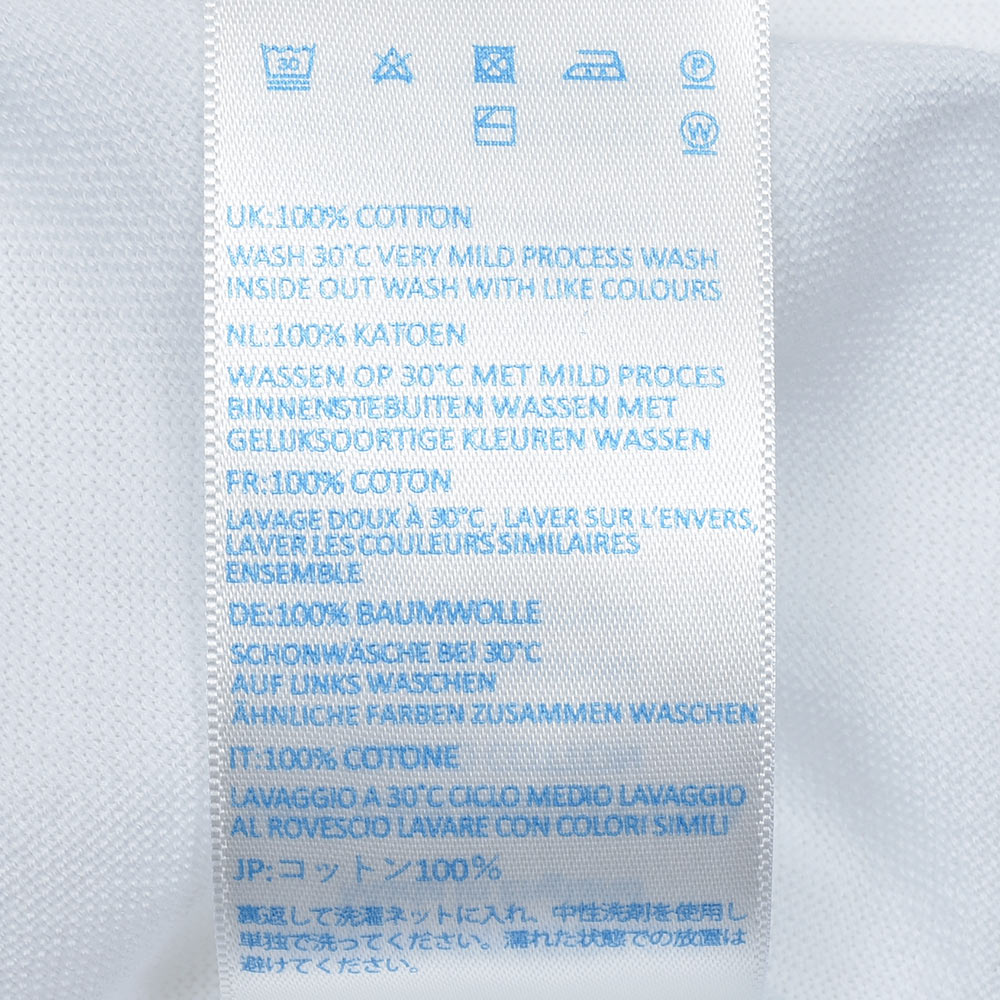 30 P
W
UK:100% COTTON
WASH 30°C VERY MILD PROCESS WASH
INSIDE OUT WASH WITH LIKE COLOURS
NL:100% KATOEN
WASSEN OP 30°C MET MILD PROCES
BINNENSTEBUITEN WASSEN MET
GELIJKSOORTIGE KLEUREN WASSEN
FR:100% COTON
LAVAGE DOUX À 30°C , LAVER SUR L'ENVERS,
LAVER LES COULEURS SIMILAIRES
ENSEMBLE
DE:100% BAUMWOLLE
SCHONWÄSCHE BEI 30°C
AUF LINKS WASCHEN
ÄHNLICHE FARBEN ZUSAMMEN WASCHEN
IT:100% COTONE
LAVAGGIO A 30°C CICLO MEDIO LAVAGGIO
AL ROVESCIO LAVARE CON COLORI SIMILI
JP:コットン100%
裏返して洗濯ネットに入れ、中性洗剤を使用し
単独で洗ってください。濡れた状態での放置は
避けてください。